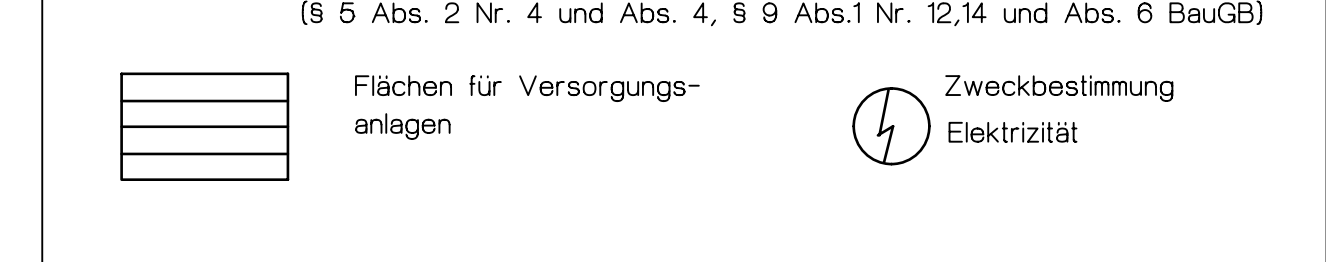 (§ 5 Abs. 2 Nr. 4 und Abs. 4, § 9 Abs.1 Nr. 12,14 und Abs. 6 BauGB)
Flächen für Versorgungs-
anlagen
Zweckbestimmung
Elektrizität